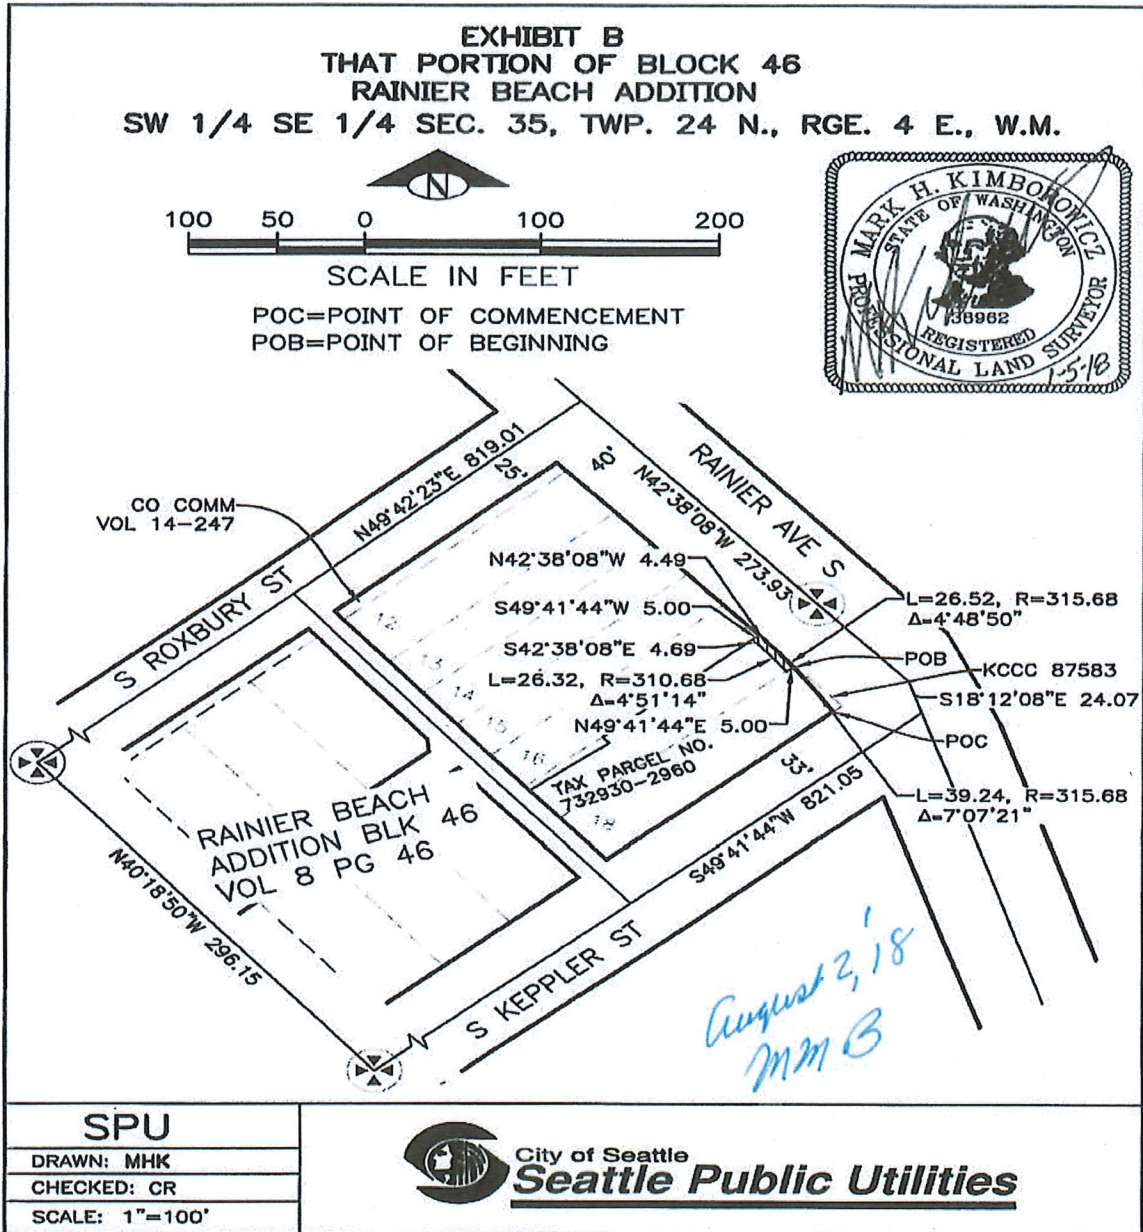 EXHIBIT B
THAT PORTION OF BLOCK 46
RAINIER BEACH ADDITION
SW 1/4 SE 1/4 SEC. 35, TWP. 24 N., RGE. 4 E., W.M.
N
100 50 0 100 200
SCALE IN FEET
POC=POINT OF COMMENCEMENT
POB=POINT OF BEGINNING
MARK H. KIMBOROWICZ
STATE OF WASHINGTON
38962
REGISTERED
PROFESSIONAL LAND SURVEYOR
1-5-18
CO COMM
VOL 14-247
N49°42'23"E 819.01
25'
40'
N42°38'08"W 273.93
RAINIER AVE S
S ROXBURY ST
12
13
14
15
16
18
N42°38'08"W 4.49
S49°41'44"W 5.00
S42°38'08"E 4.69
L=26.32, R=310.68
Δ=4°51'14"
N49°41'44"E 5.00
L=26.52, R=315.68
Δ=4°48'50"
POB
KCCC 87583
S18°12'08"E 24.07
POC
L=39.24, R=315.68
Δ=7°07'21"
TAX PARCEL NO.
732930-2960
33'
S49°41'44"W 821.05
RAINIER BEACH
ADDITION BLK 46
VOL 8 PG 46
N40°18'50"W 296.15
S KEPPLER ST
August 2, '18
MMB
SPU
DRAWN: MHK
CHECKED: CR
SCALE: 1"=100'
City of Seattle
Seattle Public Utilities